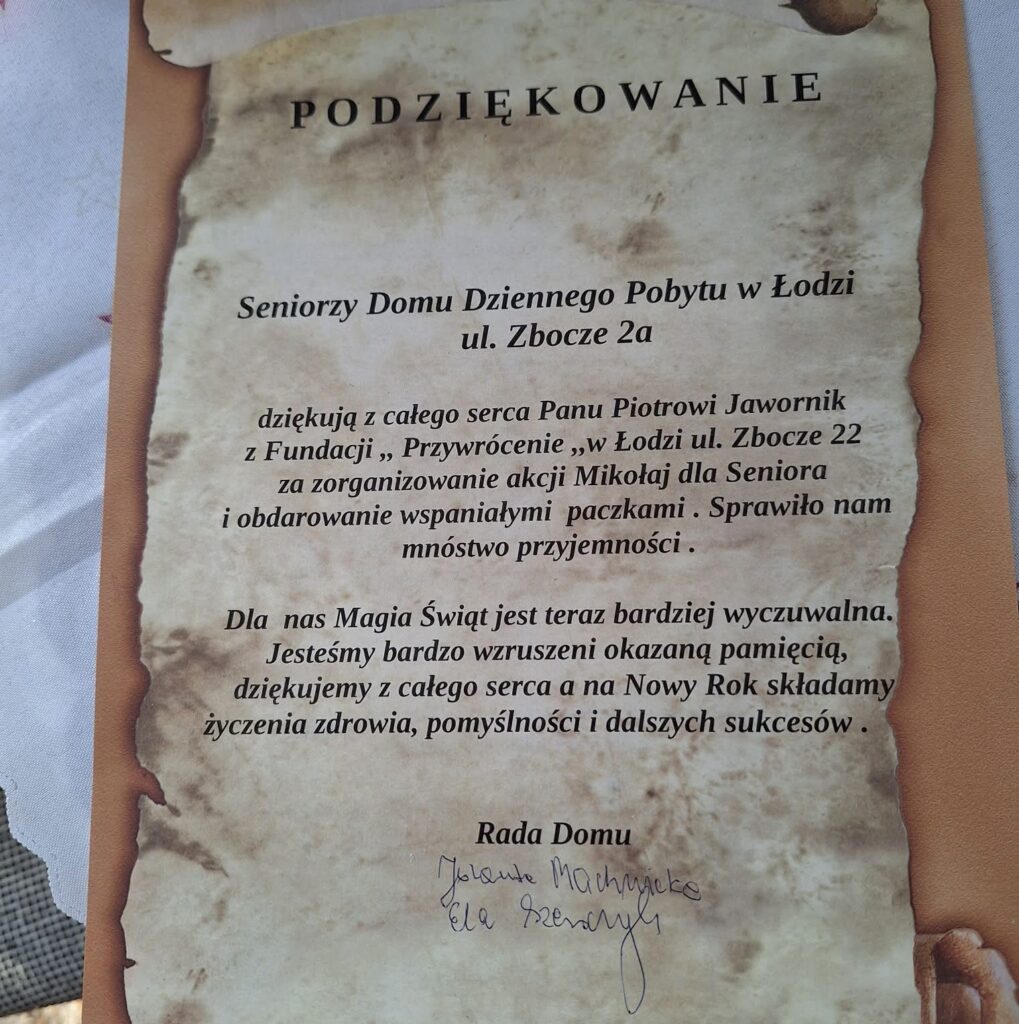 PODZIĘKOWANIE
Seniorzy Domu Dziennego Pobytu w Łodzi
ul. Zbocze 2a
dziękują z całego serca Panu Piotrowi Jawornik
z Fundacji ,, Przywrócenie ,,w Łodzi ul. Zbocze 22
za zorganizowanie akcji Mikołaj dla Seniora
i obdarowanie wspaniałymi paczkami . Sprawiło nam
mnóstwo przyjemności .
Dla nas Magia Świąt jest teraz bardziej wyczuwalna.
Jesteśmy bardzo wzruszeni okazaną pamięcią,
dziękujemy z całego serca a na Nowy Rok składamy
życzenia zdrowia, pomyślności i dalszych sukcesów .
Rada Domu
Jolanta Machnicka
Ela